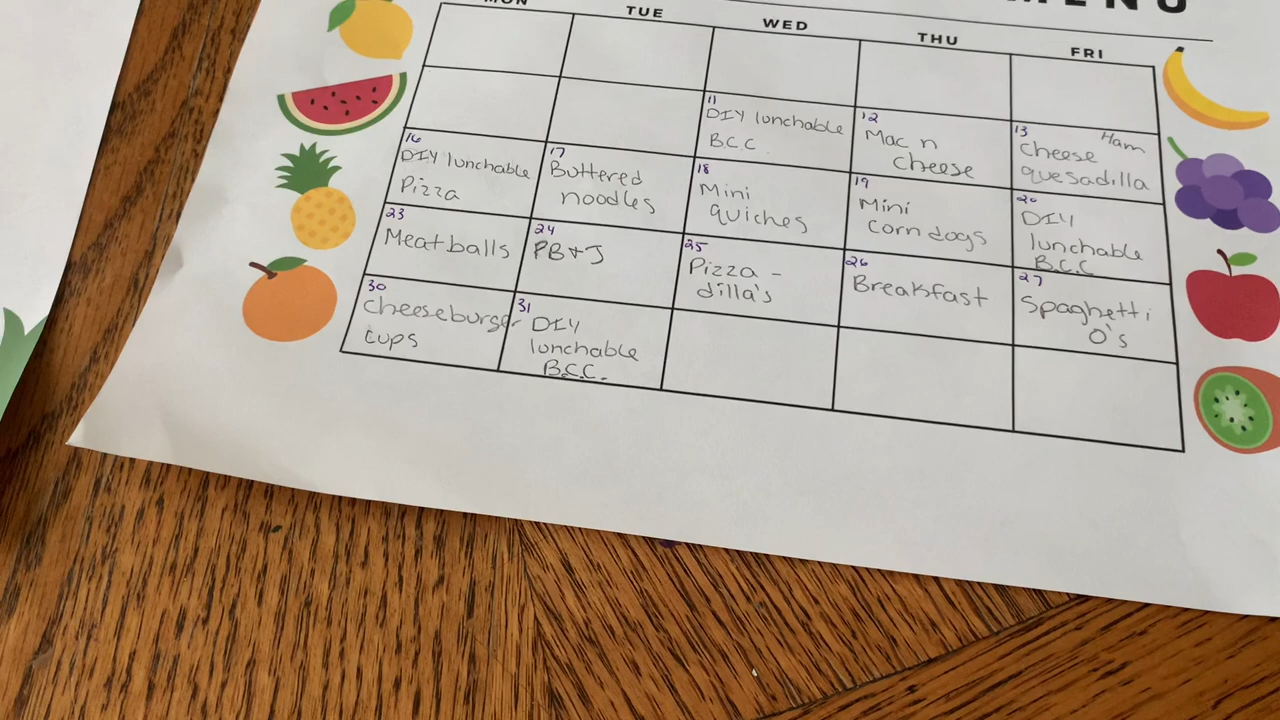 MENU
MON TUE WED THU FRI
11
DIY lunchable
B.C.C.
12
Mac n
cheese
13
Ham
cheese
quesadilla
16
DIY lunchable
Pizza
17
Buttered
noodles
18
Mini
quiches
19
Mini
corn dogs
20
DIY
lunchable
B.C.C
23
Meatballs
24
PB+J
25
Pizza -
dilla's
26
Breakfast
27
Spaghetti
O's
30
Cheeseburger
cups
31
DIY
lunchable
B.C.C.